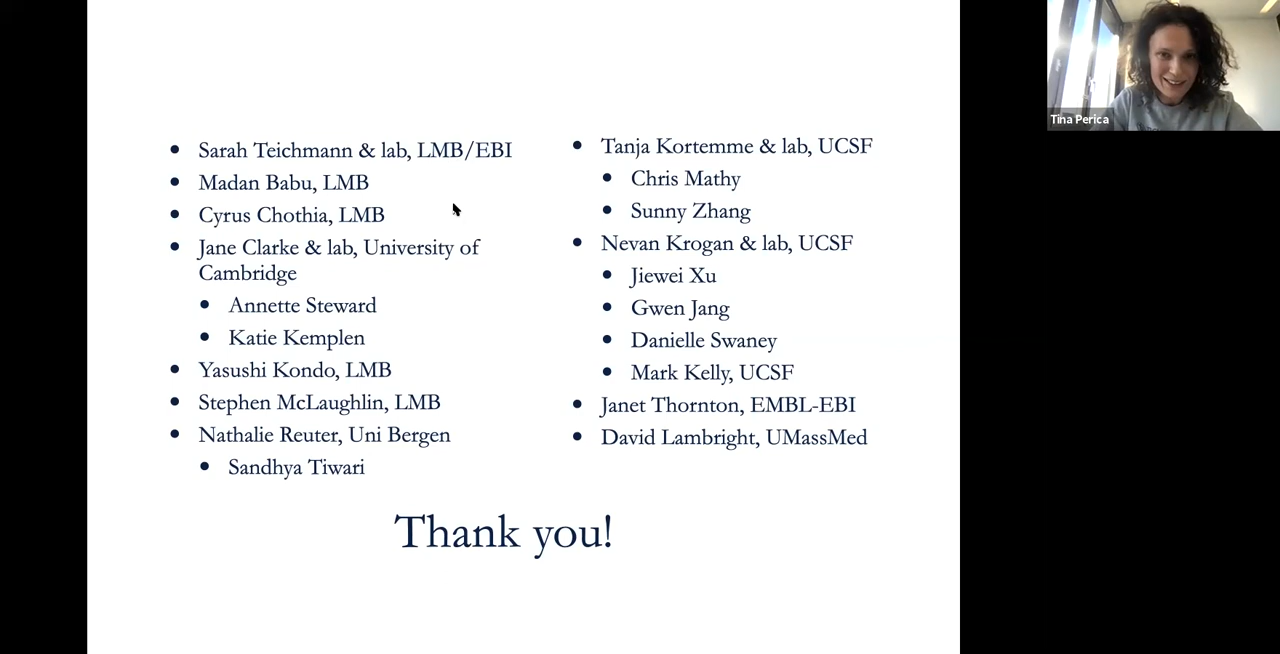 Sarah Teichmann & lab, LMB/EBI
Madan Babu, LMB
Cyrus Chothia, LMB
Jane Clarke & lab, University of
Cambridge
Annette Steward
Katie Kemplen
Yasushi Kondo, LMB
Stephen McLaughlin, LMB
Nathalie Reuter, Uni Bergen
Sandhya Tiwari
Tanja Kortemme & lab, UCSF
Chris Mathy
Sunny Zhang
Nevan Krogan & lab, UCSF
Jiewei Xu
Gwen Jang
Danielle Swaney
Mark Kelly, UCSF
Janet Thornton, EMBL-EBI
David Lambright, UMassMed
Thank you!
Tina Perica